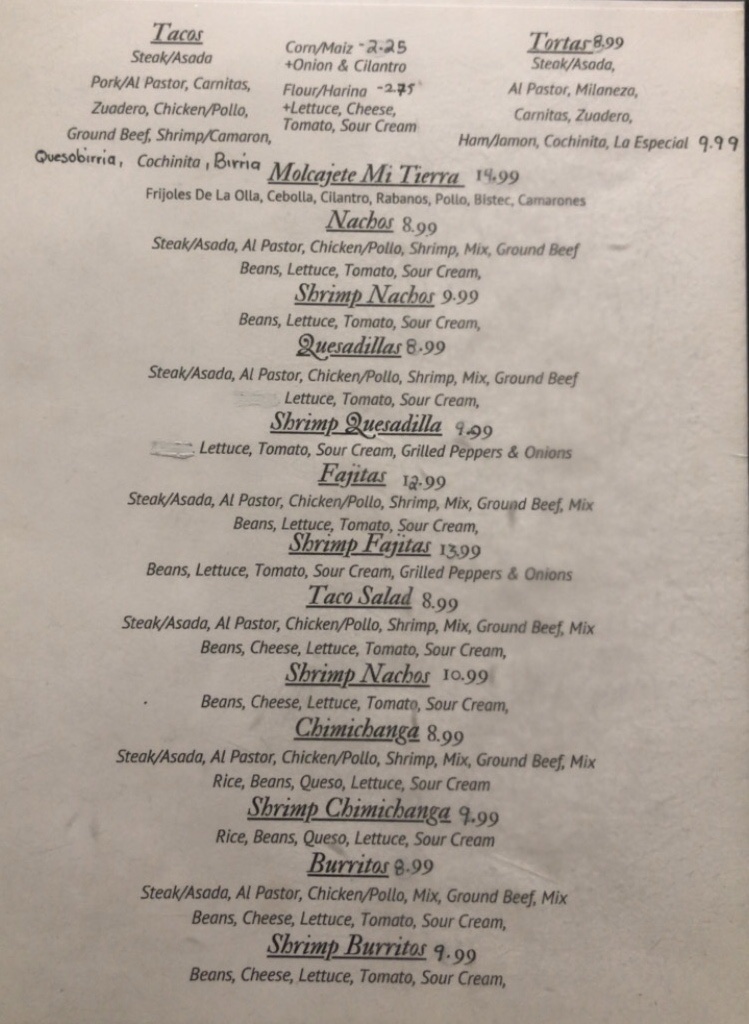 Tacos
Steak/Asada
Pork/Al Pastor, Carnitas,
Zuadero, Chicken/Pollo,
Ground Beef, Shrimp/Camaron,
Quesobirria, Cochinita, Birria
Corn/Maiz -2.25
+Onion & Cilantro
Flour/Harina -2.75
+Lettuce, Cheese,
Tomato, Sour Cream
Tortas 8.99
Steak/Asada,
Al Pastor, Milaneza,
Carnitas, Zuadero,
Ham/Jamon, Cochinita, La Especial 9.99
Molcajete Mi Tierra 14.99
Frijoles De La Olla, Cebolla, Cilantro, Rabanos, Pollo, Bistec, Camarones
Nachos 8.99
Steak/Asada, Al Pastor, Chicken/Pollo, Shrimp, Mix, Ground Beef
Beans, Lettuce, Tomato, Sour Cream,
Shrimp Nachos 9.99
Beans, Lettuce, Tomato, Sour Cream,
Quesadillas 8.99
Steak/Asada, Al Pastor, Chicken/Pollo, Shrimp, Mix, Ground Beef
Lettuce, Tomato, Sour Cream,
Shrimp Quesadilla 9.99
Lettuce, Tomato, Sour Cream, Grilled Peppers & Onions
Fajitas 12.99
Steak/Asada, Al Pastor, Chicken/Pollo, Shrimp, Mix, Ground Beef, Mix
Beans, Lettuce, Tomato, Sour Cream,
Shrimp Fajitas 13.99
Beans, Lettuce, Tomato, Sour Cream, Grilled Peppers & Onions
Taco Salad 8.99
Steak/Asada, Al Pastor, Chicken/Pollo, Shrimp, Mix, Ground Beef, Mix
Beans, Cheese, Lettuce, Tomato, Sour Cream,
Shrimp Nachos 10.99
Beans, Cheese, Lettuce, Tomato, Sour Cream,
Chimichanga 8.99
Steak/Asada, Al Pastor, Chicken/Pollo, Shrimp, Mix, Ground Beef, Mix
Rice, Beans, Queso, Lettuce, Sour Cream
Shrimp Chimichanga 9.99
Rice, Beans, Queso, Lettuce, Sour Cream
Burritos 8.99
Steak/Asada, Al Pastor, Chicken/Pollo, Mix, Ground Beef, Mix
Beans, Cheese, Lettuce, Tomato, Sour Cream,
Shrimp Burritos 9.99
Beans, Cheese, Lettuce, Tomato, Sour Cream,